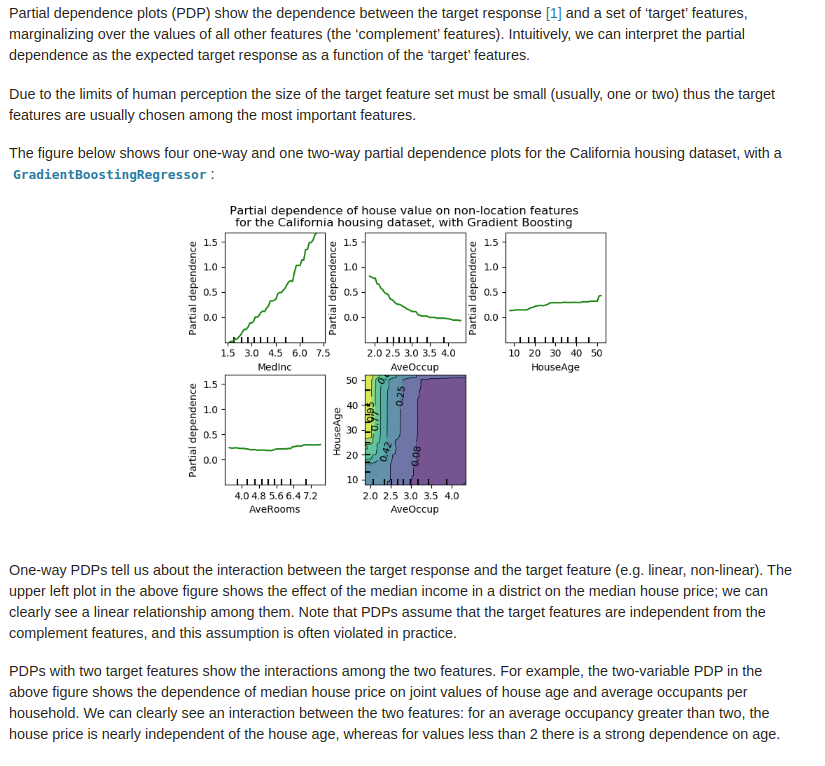 Partial dependence plots (PDP) show the dependence between the target response [1] and a set of ‘target’ features,
marginalizing over the values of all other features (the ‘complement’ features). Intuitively, we can interpret the partial
dependence as the expected target response as a function of the ‘target’ features.
Due to the limits of human perception the size of the target feature set must be small (usually, one or two) thus the target
features are usually chosen among the most important features.
The figure below shows four one-way and one two-way partial dependence plots for the California housing dataset, with a
GradientBoostingRegressor :
Partial dependence of house value on non-location features
for the California housing dataset, with Gradient Boosting
Partial dependence
1.5
1.0
0.5
0.0
1.5 3.0 4.5 6.0 7.5
MedInc
Partial dependence
1.5
1.0
0.5
0.0
2.0 2.5 3.0 3.5 4.0
AveOccup
Partial dependence
1.5
1.0
0.5
0.0
10 20 30 40 50
HouseAge
Partial dependence
1.5
1.0
0.5
0.0
4.0 4.8 5.6 6.4 7.2
AveRooms
HouseAge
50
40
30
20
10
0.25
0.42
0.08
2.0 2.5 3.0 3.5 4.0
AveOccup
One-way PDPs tell us about the interaction between the target response and the target feature (e.g. linear, non-linear). The
upper left plot in the above figure shows the effect of the median income in a district on the median house price; we can
clearly see a linear relationship among them. Note that PDPs assume that the target features are independent from the
complement features, and this assumption is often violated in practice.
PDPs with two target features show the interactions among the two features. For example, the two-variable PDP in the
above figure shows the dependence of median house price on joint values of house age and average occupants per
household. We can clearly see an interaction between the two features: for an average occupancy greater than two, the
house price is nearly independent of the house age, whereas for values less than 2 there is a strong dependence on age.